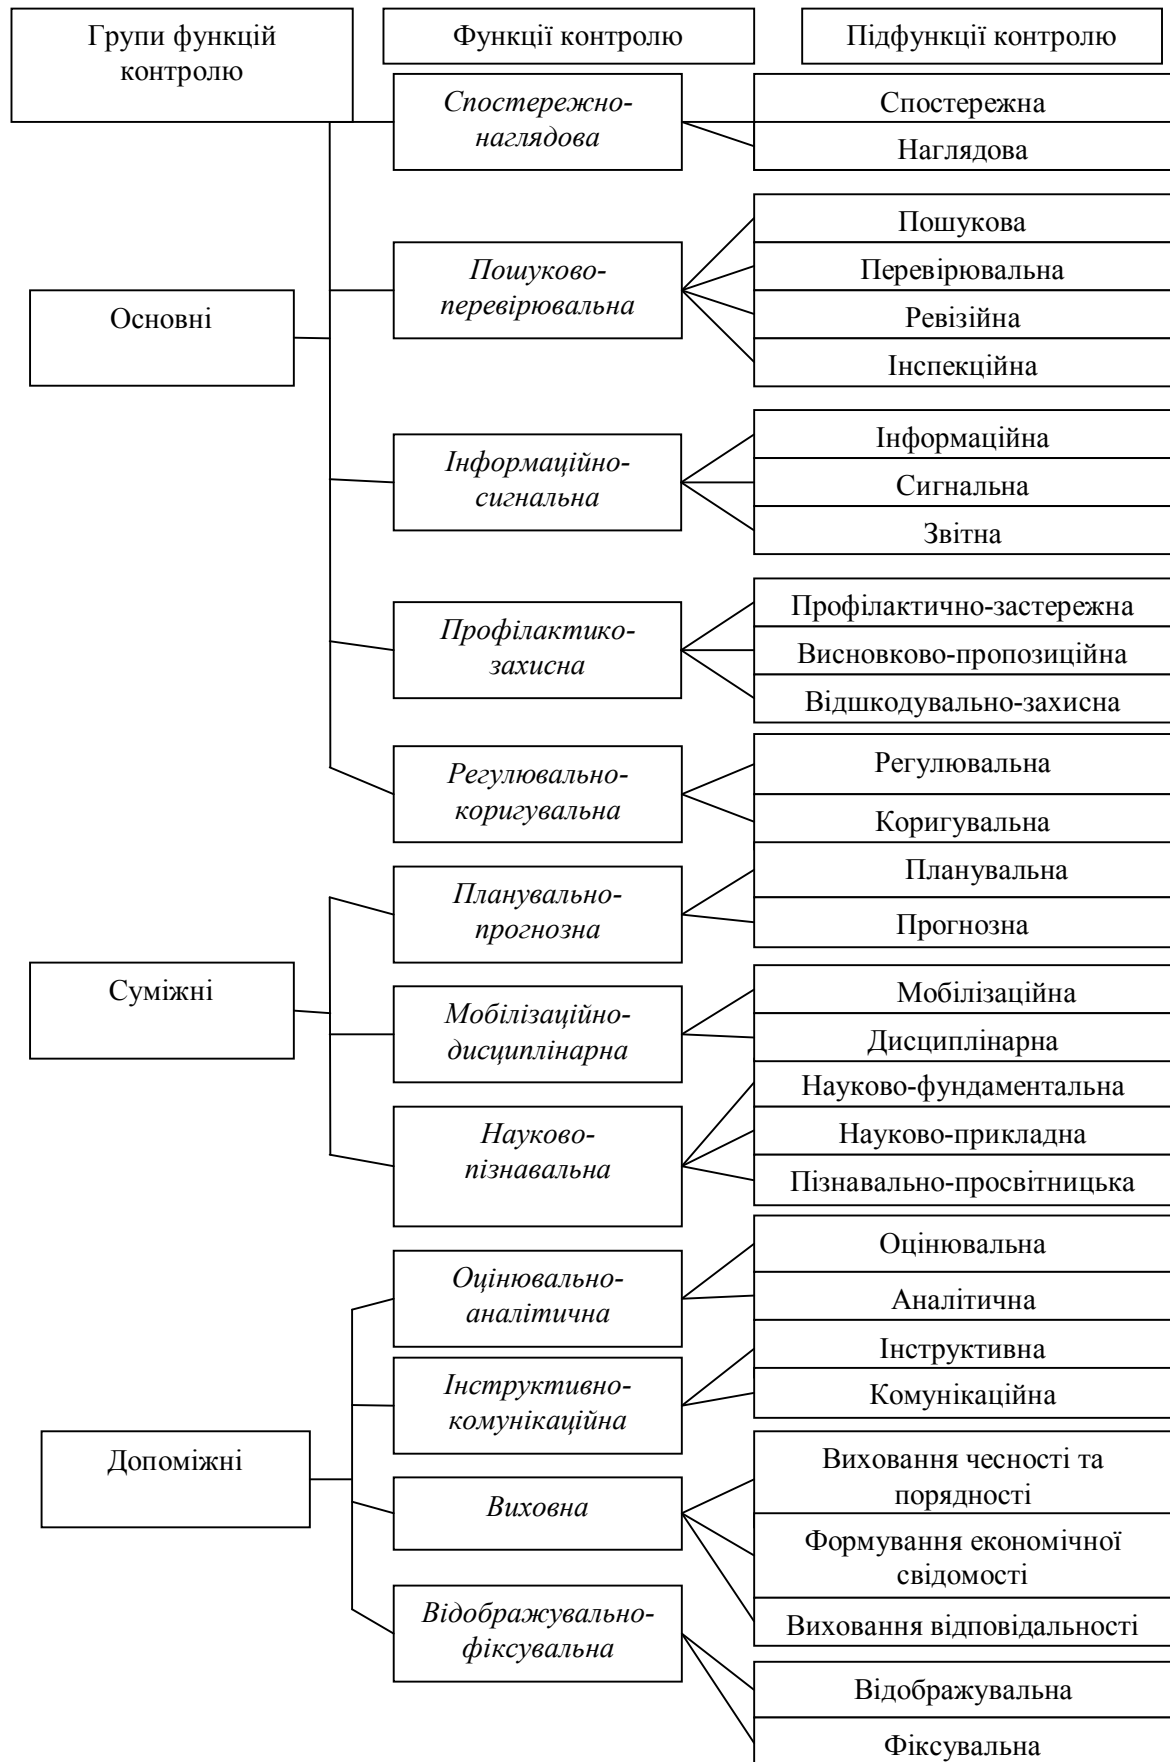 Групи функцій
контролю
Функції контролю
Підфункції контролю
Основні
Спостережно-
наглядова
Спостережна
Наглядова
Пошуково-
перевірювальна
Пошукова
Перевірювальна
Ревізійна
Інспекційна
Інформаційно-
сигнальна
Інформаційна
Сигнальна
Звітна
Профілактико-
захисна
Профілактично-застережна
Висновково-пропозиційна
Відшкодувально-захисна
Регулювально-
коригувальна
Регулювальна
Коригувальна
Суміжні
Планувально-
прогнозна
Планувальна
Прогнозна
Мобілізаційно-
дисциплінарна
Мобілізаційна
Дисциплінарна
Науково-
пізнавальна
Науково-фундаментальна
Науково-прикладна
Пізнавально-просвітницька
Допоміжні
Оцінювально-
аналітична
Оцінювальна
Аналітична
Інструктивно-
комунікаційна
Інструктивна
Комунікаційна
Виховна
Виховання чесності та
порядності
Формування економічної
свідомості
Виховання відповідальності
Відображувально-
фіксувальна
Відображувальна
Фіксувальна